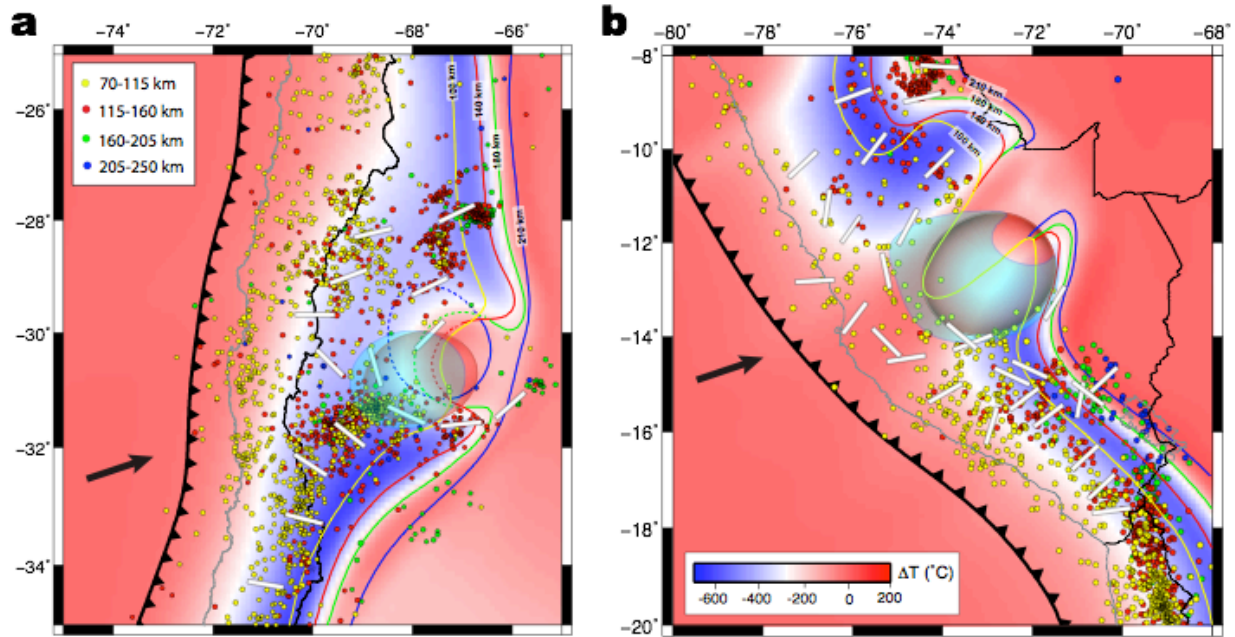 a
b
−74˚ −72˚ −70˚ −68˚ −66˚
−80 −78˚ −76˚ −74˚ −72˚ −70˚ −68˚
70-115 km
115-160 km
160-205 km
205-250 km
100 km
140 km
180 km
210 km
210 km
180 km
140 km
100 km
−26˚
−28˚
−30˚
−32˚
−34˚
−8˚
−10˚
−12˚
−14˚
−16˚
−18˚
−20˚
ΔT (˚C)
-600 -400 -200 0 200